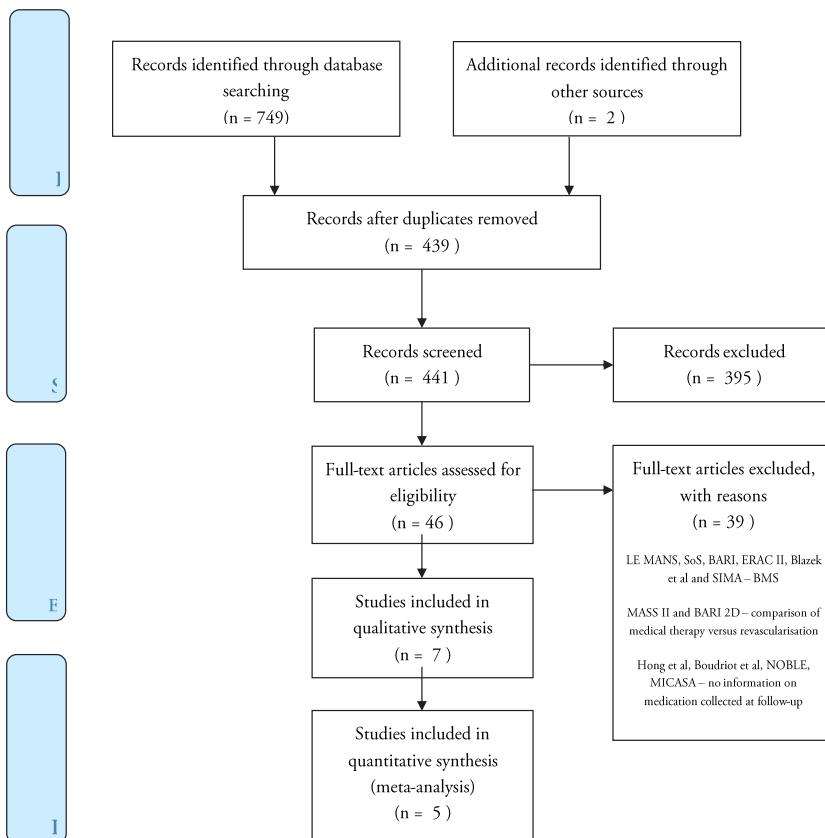 Records identified through database
searching
(n = 749)
Additional records identified through
other sources
(n = 2 )
Records after duplicates removed
(n = 439 )
Records screened
(n = 441 )
Records excluded
(n = 395 )
Full-text articles assessed for
eligibility
(n = 46 )
Full-text articles excluded,
with reasons
(n = 39 )
LE MANS, SoS, BARI, ERAC II, Blazek
et al and SIMA – BMS
MASS II and BARI 2D – comparison of
medical therapy versus revascularisation
Hong et al, Boudriot et al, NOBLE,
MICASA – no information on
medication collected at follow-up
Studies included in
qualitative synthesis
(n = 7 )
Studies included in
quantitative synthesis
(meta-analysis)
(n = 5 )